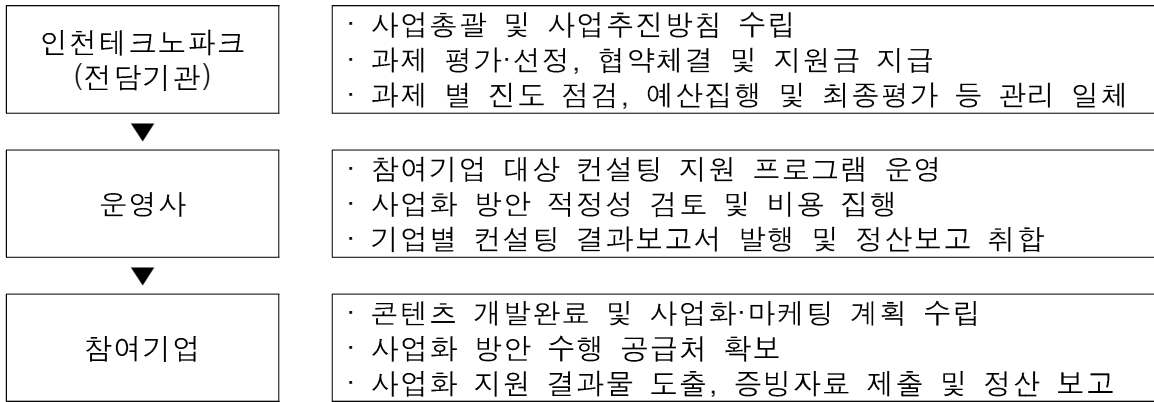 인천테크노파크
(전담기관)
· 사업총괄 및 사업추진방침 수립
· 과제 평가·선정, 협약체결 및 지원금 지급
· 과제 별 진도 점검, 예산집행 및 최종평가 등 관리 일체
▼
운영사
· 참여기업 대상 컨설팅 지원 프로그램 운영
· 사업화 방안 적정성 검토 및 비용 집행
· 기업별 컨설팅 결과보고서 발행 및 정산보고 취합
▼
참여기업
· 콘텐츠 개발완료 및 사업화·마케팅 계획 수립
· 사업화 방안 수행 공급처 확보
· 사업화 지원 결과물 도출, 증빙자료 제출 및 정산 보고